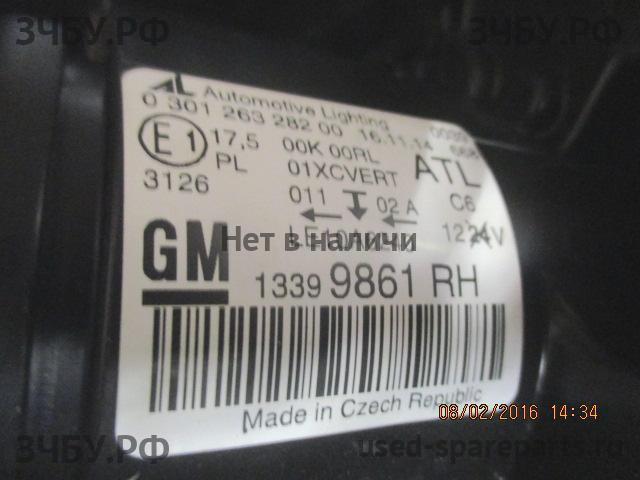 ЗЧБУ.РФ
ЗЧБУ.РФ
AL Automotive Lighting
0 301 263 282 00 16.11.14
E1 17,5
PL
3126
00K 00RL
01XCVERT
011 02 A
ATL
C6
12 24V
GM
Нет в наличи
1339 9861 RH
Made in Czech Republic
08/02/2016 14:34
ЗЧБУ.РФ
used-spareparts.ru